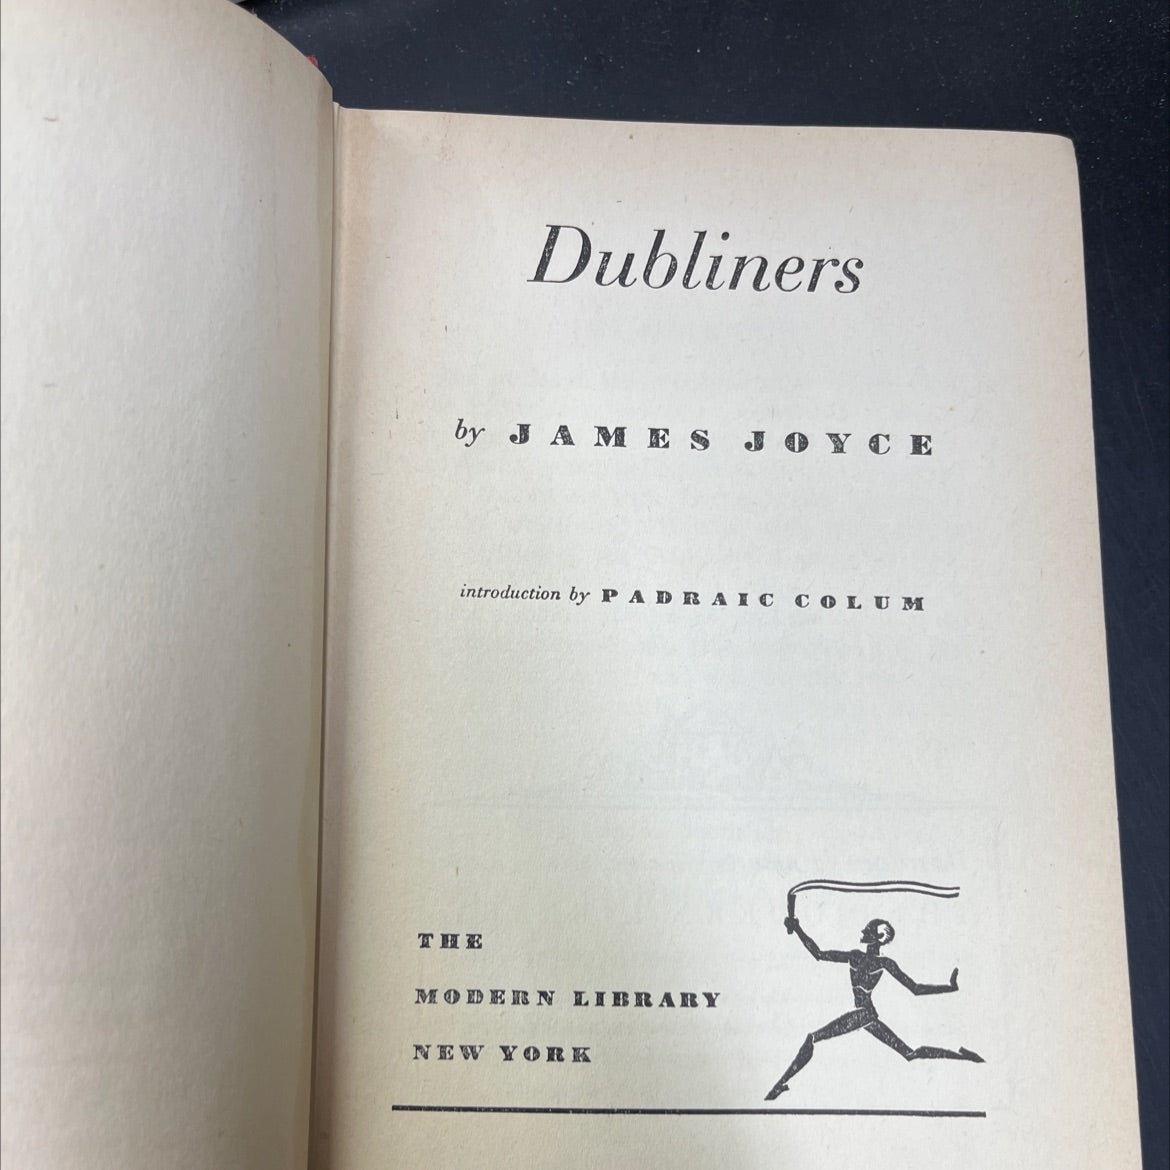 Dubliners
by JAMES JOYCE
introduction by PADRAIC COLUM
THE
MODERN LIBRARY
NEW YORK